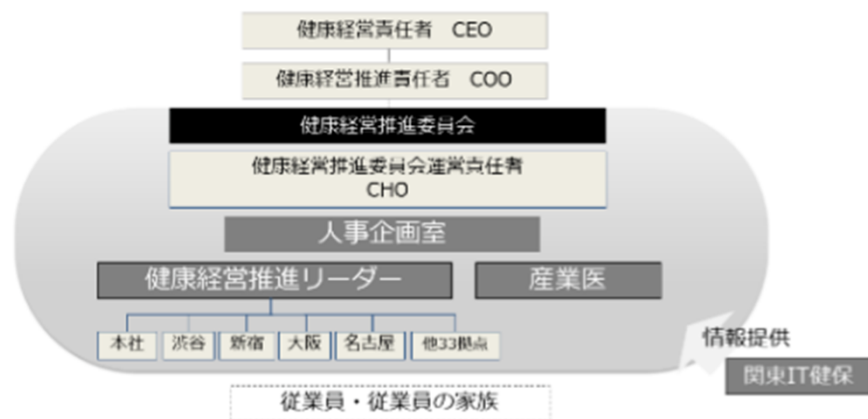 健康経営責任者　CEO
健康経営推進責任者　COO
健康経営推進委員会
健康経営推進委員会運営責任者
CHO
人事企画室
健康経営推進リーダー
産業医
本社
渋谷
新宿
大阪
名古屋
他33拠点
情報提供
関東IT健保
従業員・従業員の家族